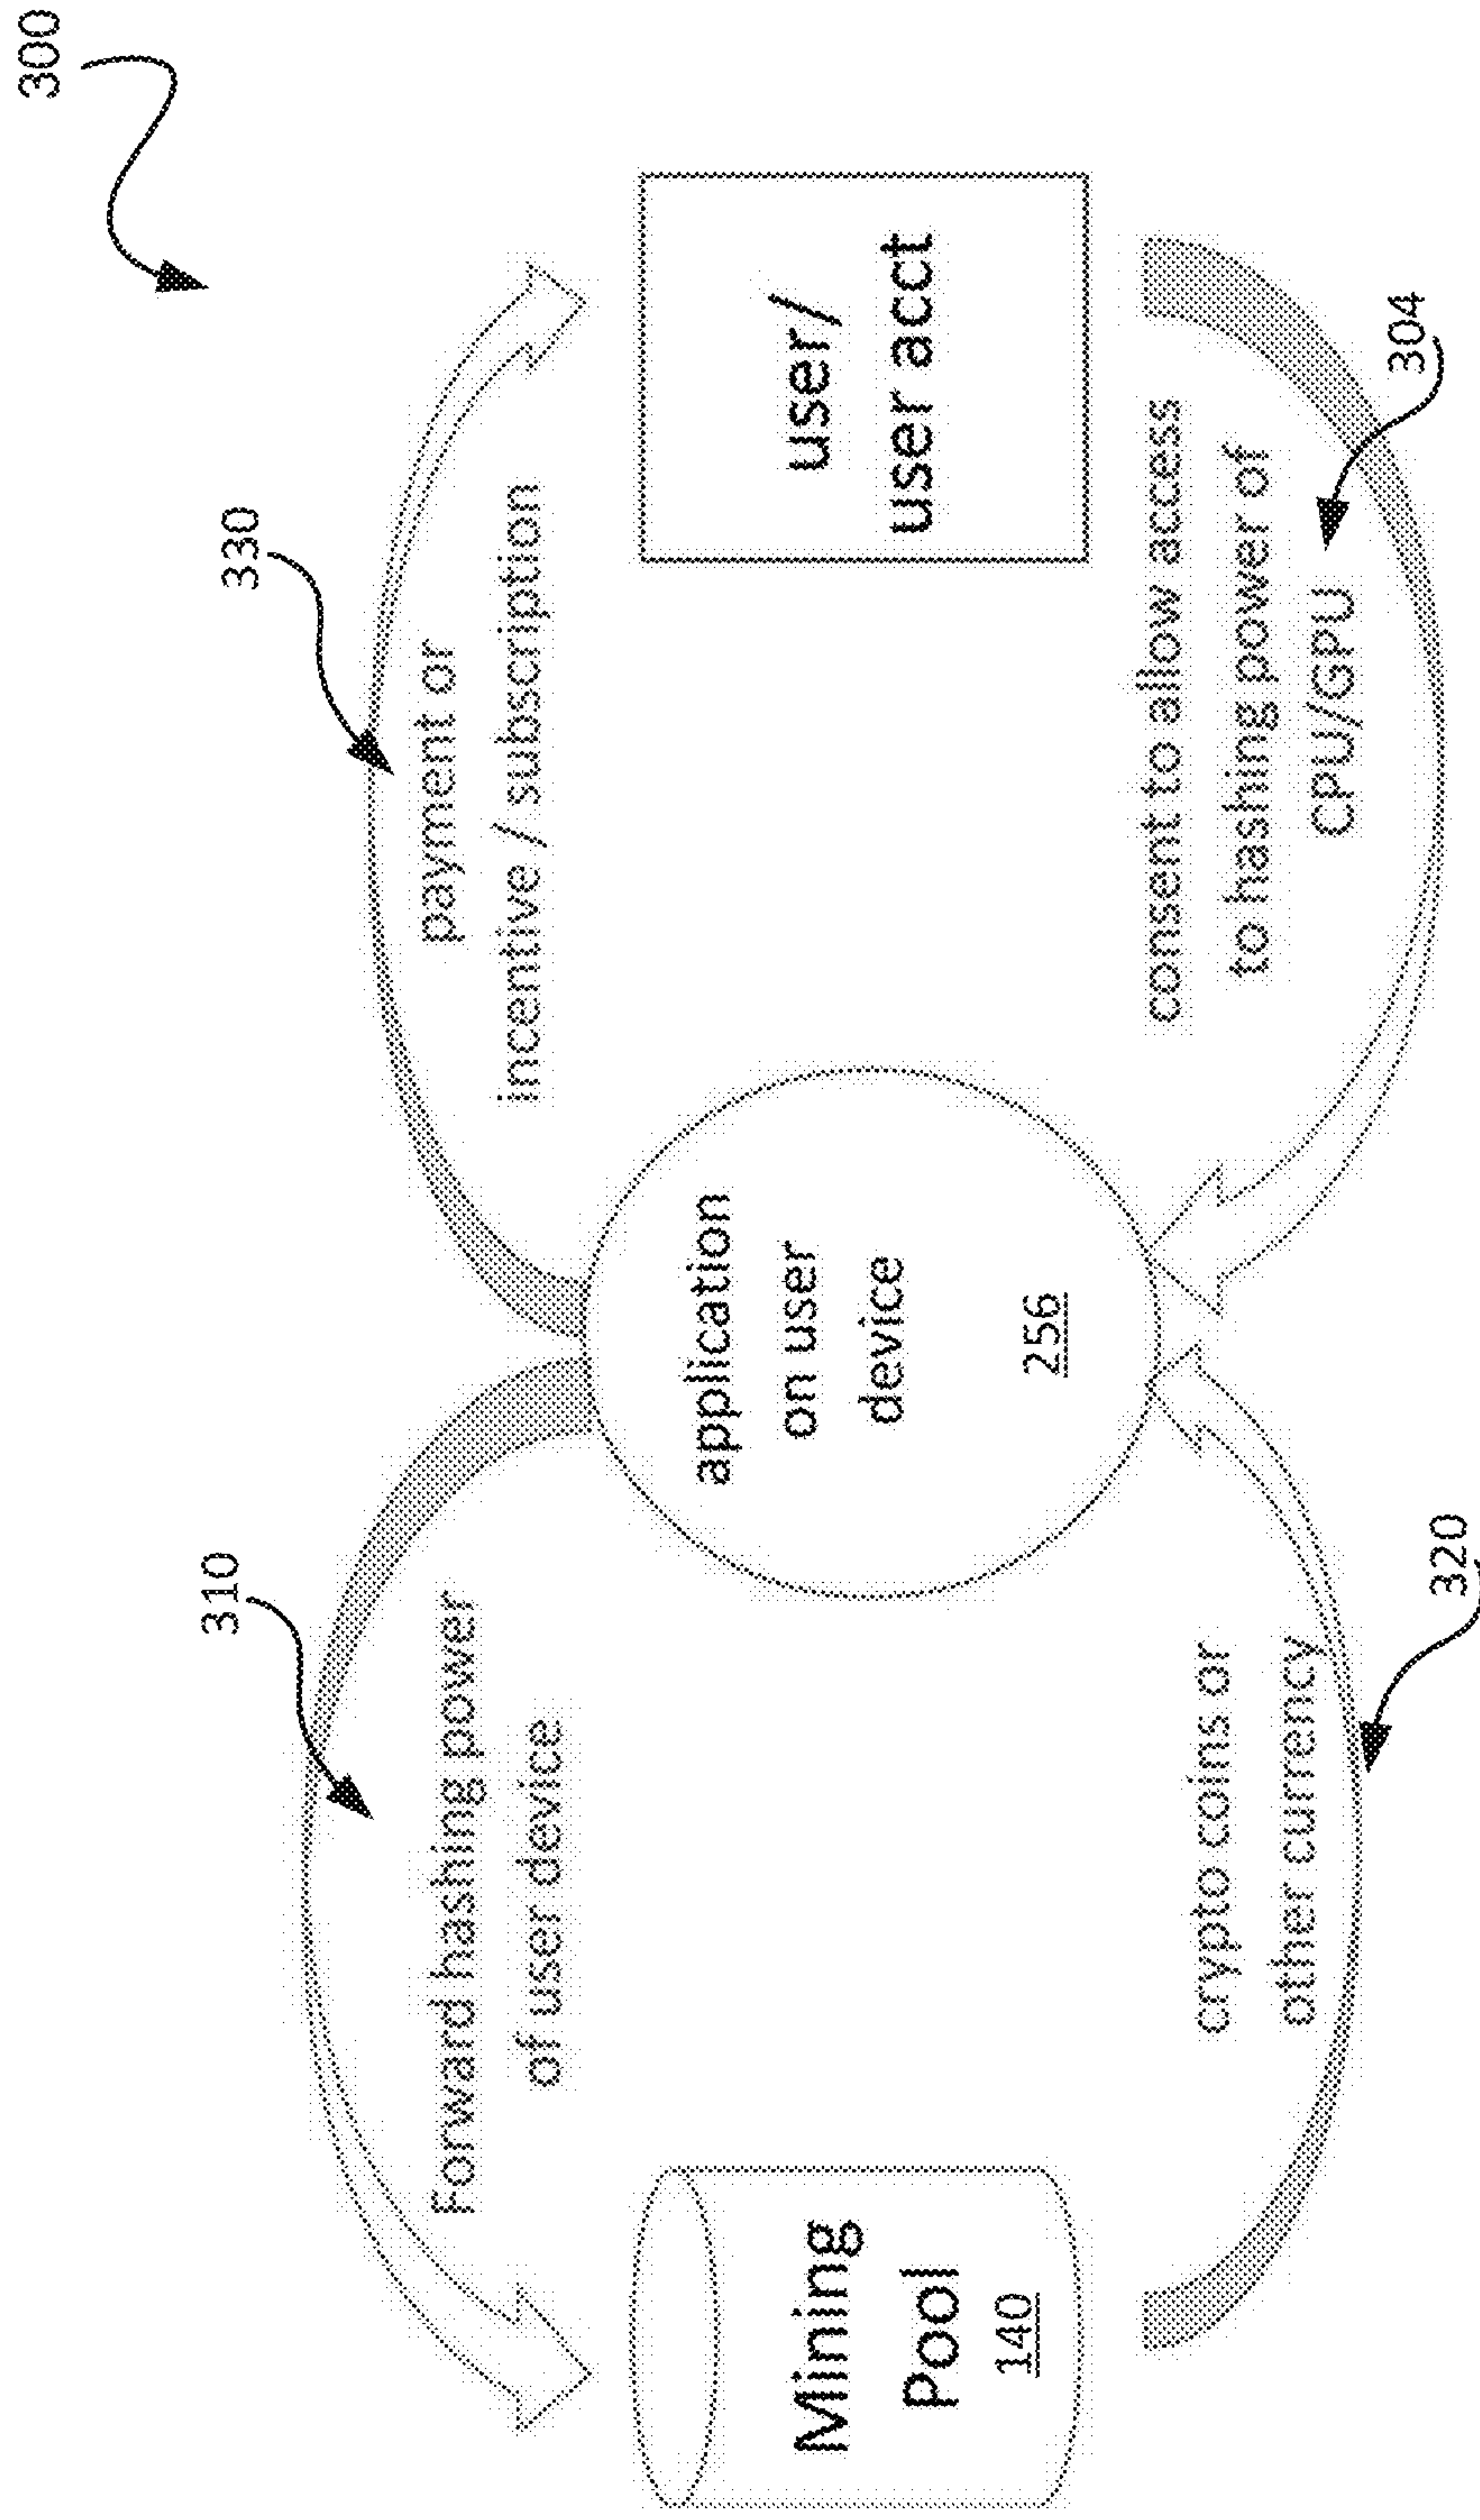 300
330
310
payment or
incentive / subscription
Forward hashing power
of user device
user/
user acct
application
on user
device
256
Mining
Pool
140
consent to allow access
to hashing power of
CPU/GPU
304
crypto coins or
other currency
320